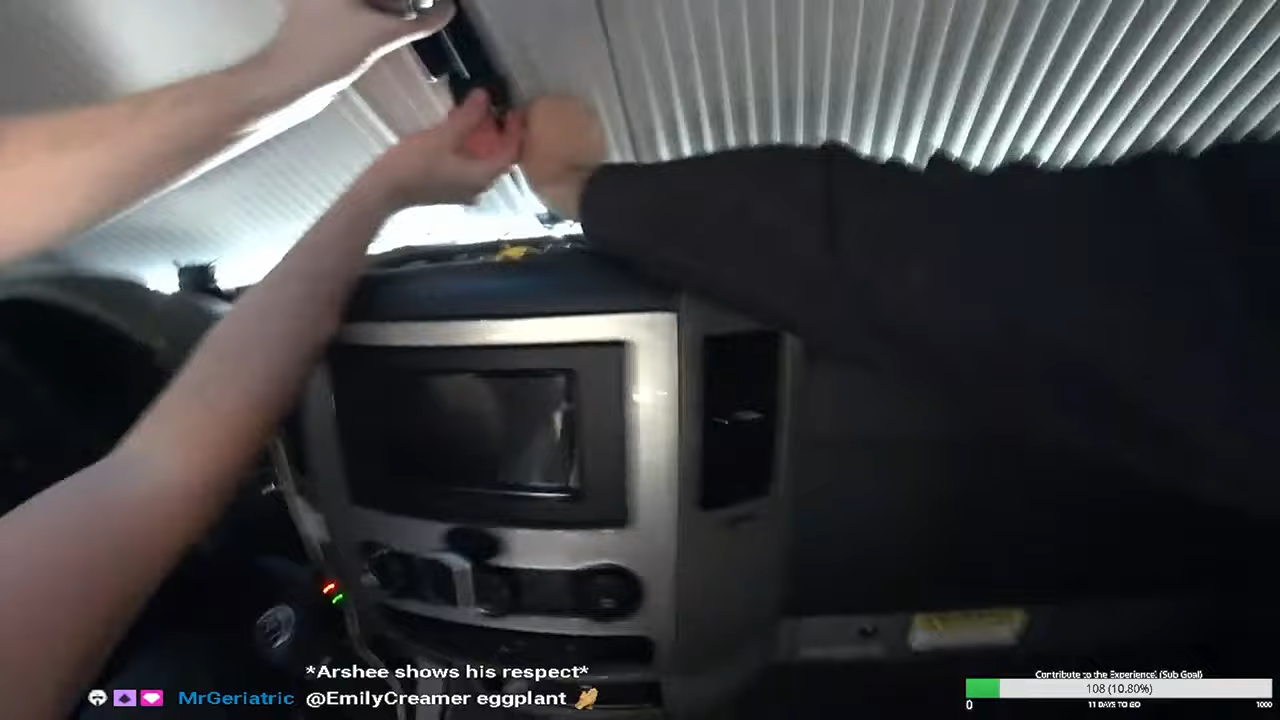 *Arshee shows his respect*
MrGeriatric @EmilyCreamer eggplant
Contribute to the Experience! (Sub Goal)
108 (10.80%)
0 11 DAYS TO GO 1000